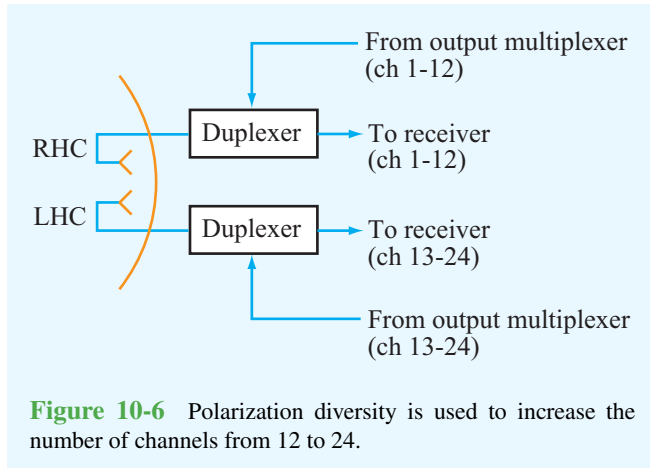 From output multiplexer
(ch 1-12)
Duplexer
To receiver
(ch 1-12)
RHC
LHC
Duplexer
To receiver
(ch 13-24)
From output multiplexer
(ch 13-24)
Figure 10-6 Polarization diversity is used to increase the
number of channels from 12 to 24.